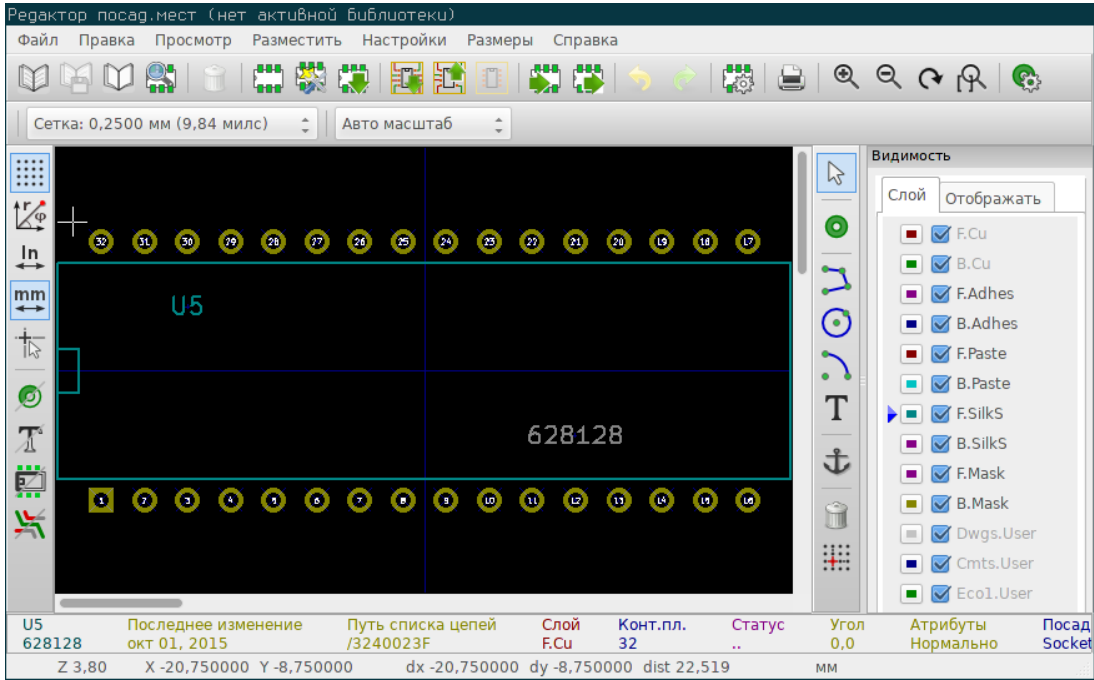 Редактор посад.мест (нет активной библиотеки)
Файл Правка Просмотр Разместить Настройки Размеры Справка
Сетка: 0,2500 мм (9,84 милс) Авто масштаб
Видимость
Слой Отображать
In
mm
32 31 30 29 28 27 26 25 24 23 22 21 20 19 18 17
U5
628128
1 2 3 4 5 6 7 8 9 10 11 12 13 14 15 16
T
F.Cu
B.Cu
F.Adhes
B.Adhes
F.Paste
B.Paste
F.SilkS
B.SilkS
F.Mask
B.Mask
Dwgs.User
Cmts.User
Eco1.User
U5 Последнее изменение Путь списка цепей Слой Конт.пл. Статус Угол Атрибуты Посад
628128 окт 01, 2015 /3240023F F.Cu 32 .. 0,0 Нормально Socket
Z 3,80 X -20,750000 Y -8,750000 dx -20,750000 dy -8,750000 dist 22,519 мм